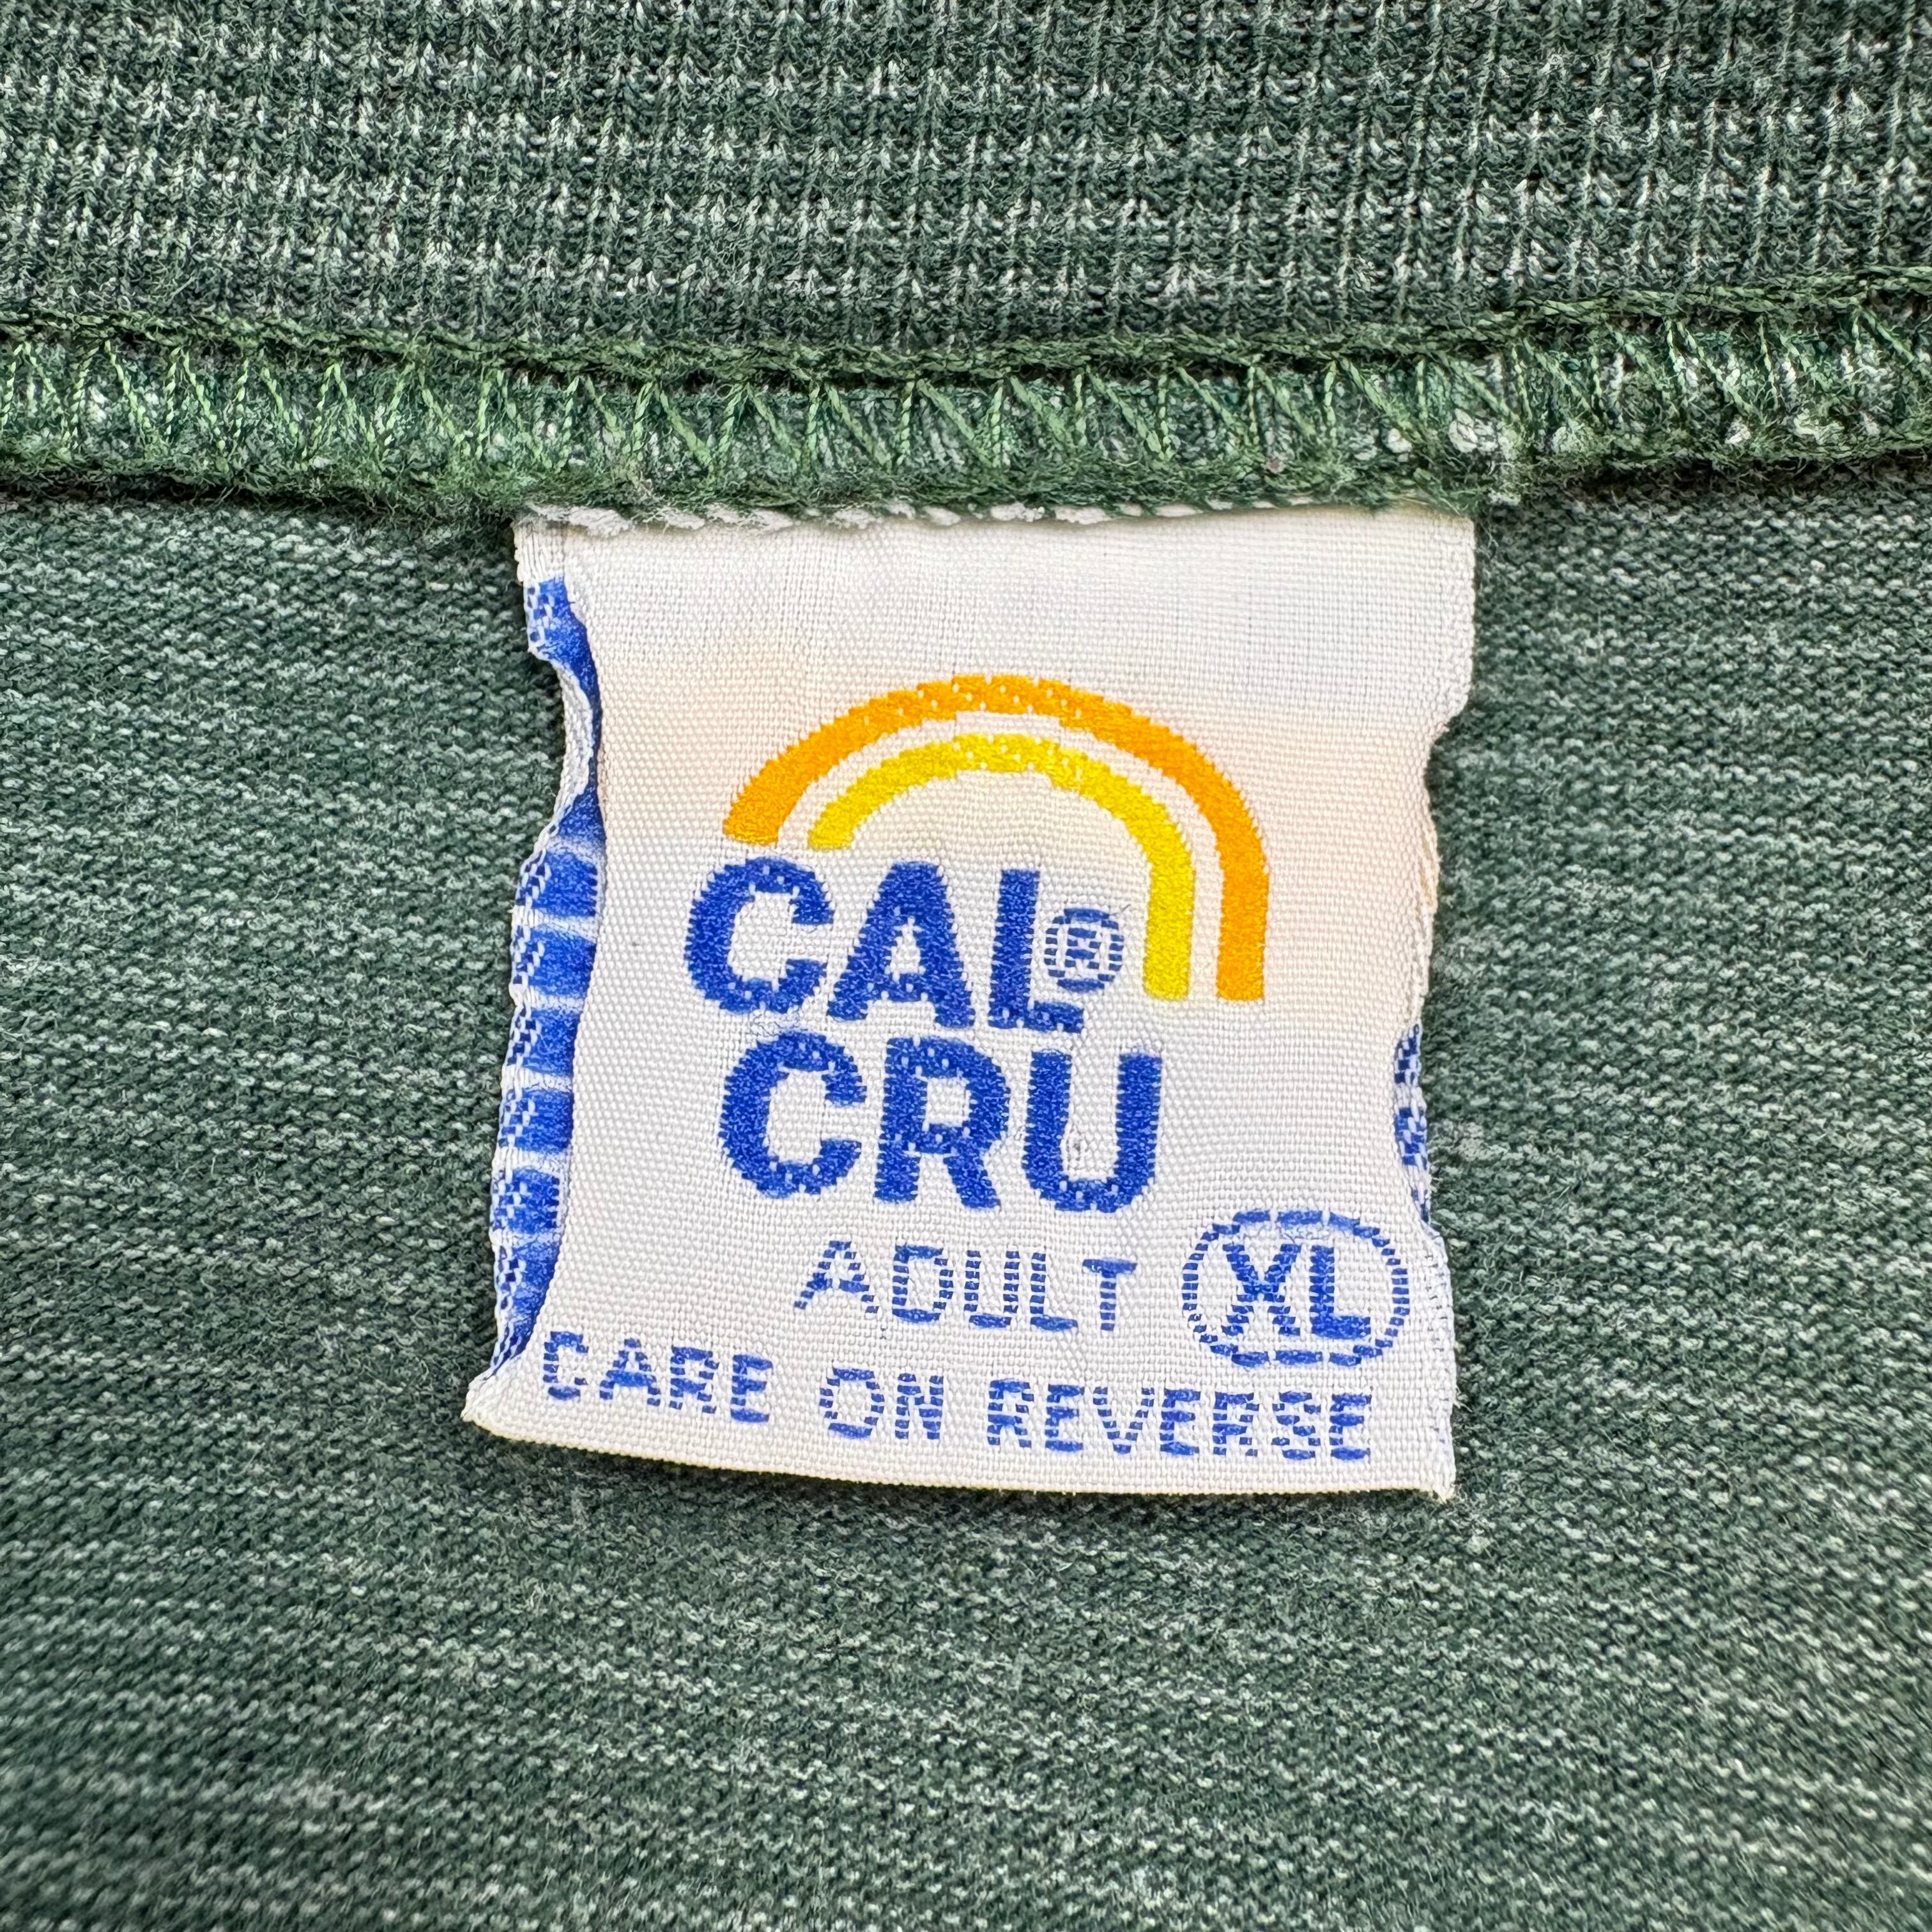 CAL®
CRU
ADULT XL
CARE ON REVERSE